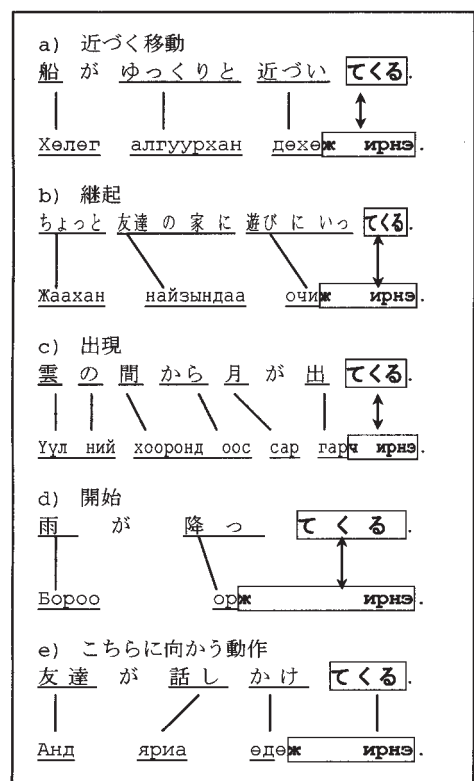 a) 近づく移動
船 が ゆっくりと 近づい てくる.
Хөлөг алгуурхан дөхөж ирнэ.
b) 継起
ちょっと 友達 の 家 に 遊び に いっ てくる.
Жаахан найзындаа очиж ирнэ.
c) 出現
雲 の 間 から 月 が 出 てくる.
Үүл ний хооронд оос сар гарч ирнэ.
d) 開始
雨 が 降っ てくる.
Бороо орж ирнэ.
e) こちらに向かう動作
友達 が 話し かけ てくる.
Анд яриа өдөж ирнэ.